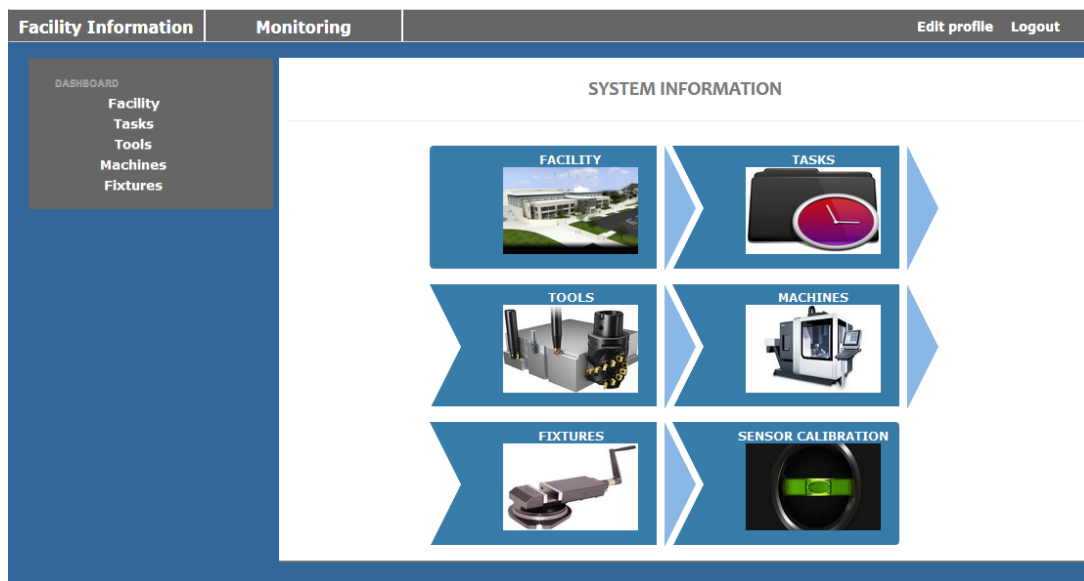 Facility Information Monitoring Edit profile Logout
DASHBOARD
Facility
Tasks
Tools
Machines
Fixtures
SYSTEM INFORMATION
FACILITY TASKS
TOOLS MACHINES
FIXTURES SENSOR CALIBRATION